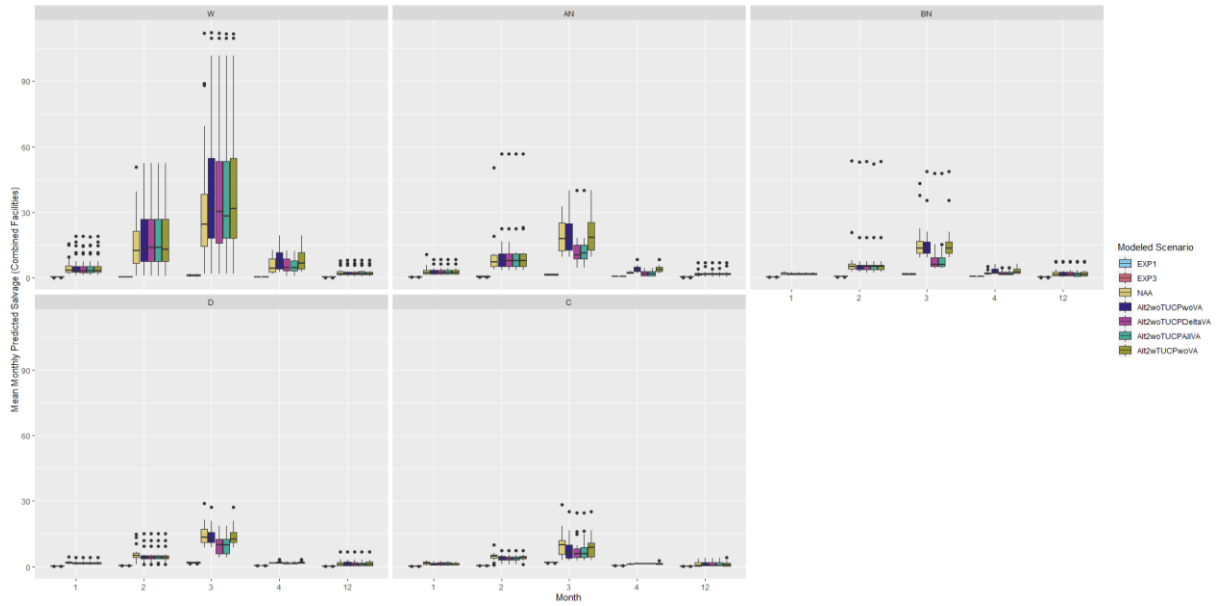 W
AN
BN
Mean Monthly Predicted Salvage (Combined Facilities)
90
60
30
0
1
2
3
4
12
D
C
90
60
30
0
1
2
3
4
12
1
2
3
4
12
Month
Modeled Scenario
EXP1
EXP3
NAA
Alt2woTUCPwoVA
Alt2woTUCPDeltaVA
Alt2woTUCPAllVA
Alt2wTUCPwoVA